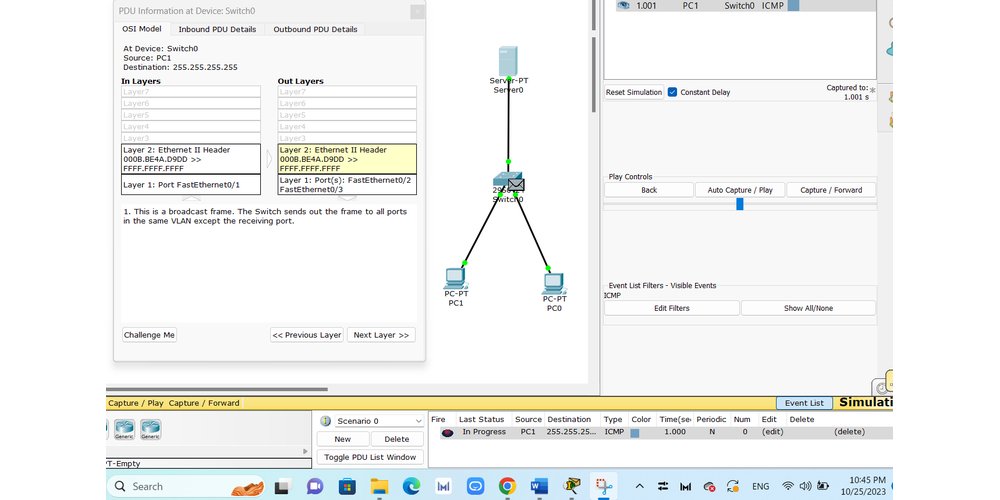 PDU Information at Device: Switch0
OSI Model Inbound PDU Details Outbound PDU Details
At Device: Switch0
Source: PC1
Destination: 255.255.255.255
In Layers Out Layers
Layer7 Layer7
Layer6 Layer6
Layer5 Layer5
Layer4 Layer4
Layer3 Layer3
Layer 2: Ethernet II Header
000B.BE4A.D9DD >>
FFFF.FFFF.FFFF
Layer 2: Ethernet II Header
000B.BE4A.D9DD >>
FFFF.FFFF.FFFF
Layer 1: Port FastEthernet0/1
Layer 1: Port(s): FastEthernet0/2
FastEthernet0/3
1. This is a broadcast frame. The Switch sends out the frame to all ports
in the same VLAN except the receiving port.
Challenge Me << Previous Layer Next Layer >>
Server-PT
Server0
Switch0
PC-PT
PC1
PC-PT
PC0
1.001 PC1 Switch0 ICMP
Reset Simulation Constant Delay
Captured to:
1.001 s
Play Controls
Back Auto Capture / Play Capture / Forward
Event List Filters - Visible Events
ICMP
Edit Filters Show All/None
Capture / Play Capture / Forward
Event List
Simulati
Generic Generic
PT-Empty
Scenario 0
New Delete
Toggle PDU List Window
Fire Last Status Source Destination Type Color Time(sec Periodic Num Edit Delete
In Progress PC1 255.255.25... ICMP 1.000 N 0 (edit) (delete)
Search
ENG
10:45 PM
10/25/2023